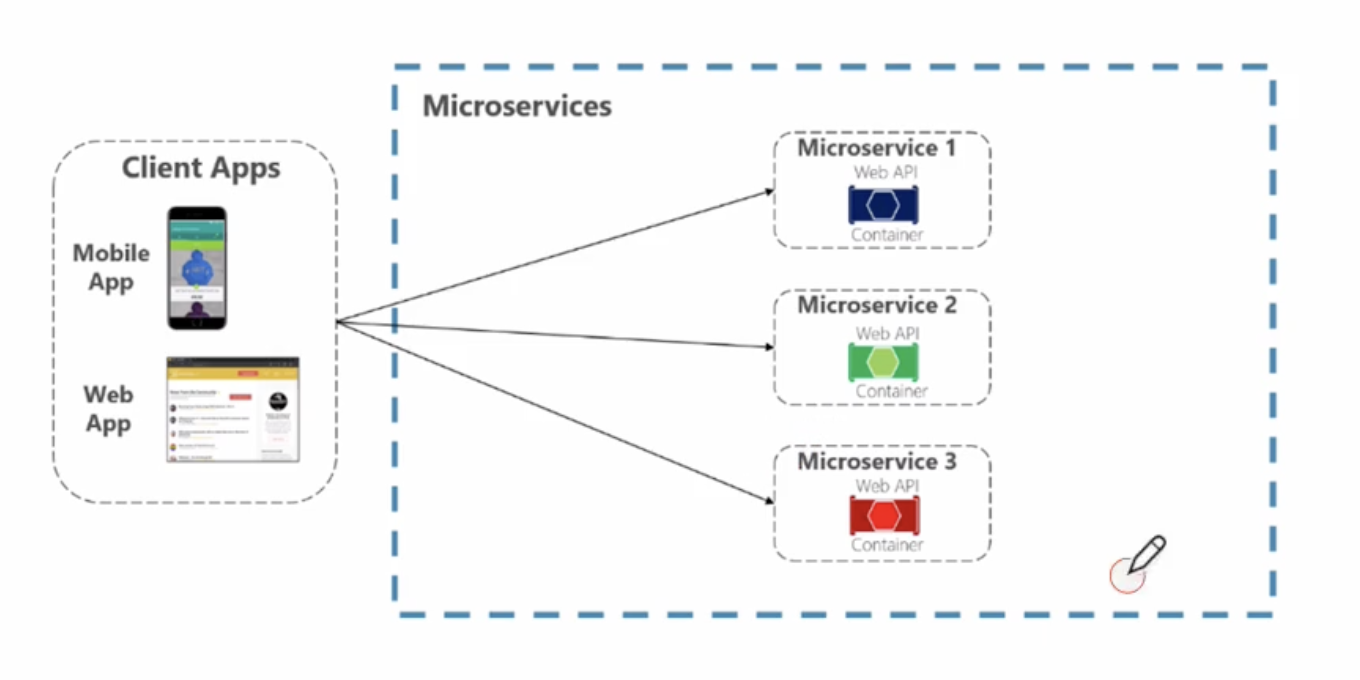 Microservices
Client Apps
Mobile
App
Web
App
Microservice 1
Web API
Container
Microservice 2
Web API
Container
Microservice 3
Web API
Container